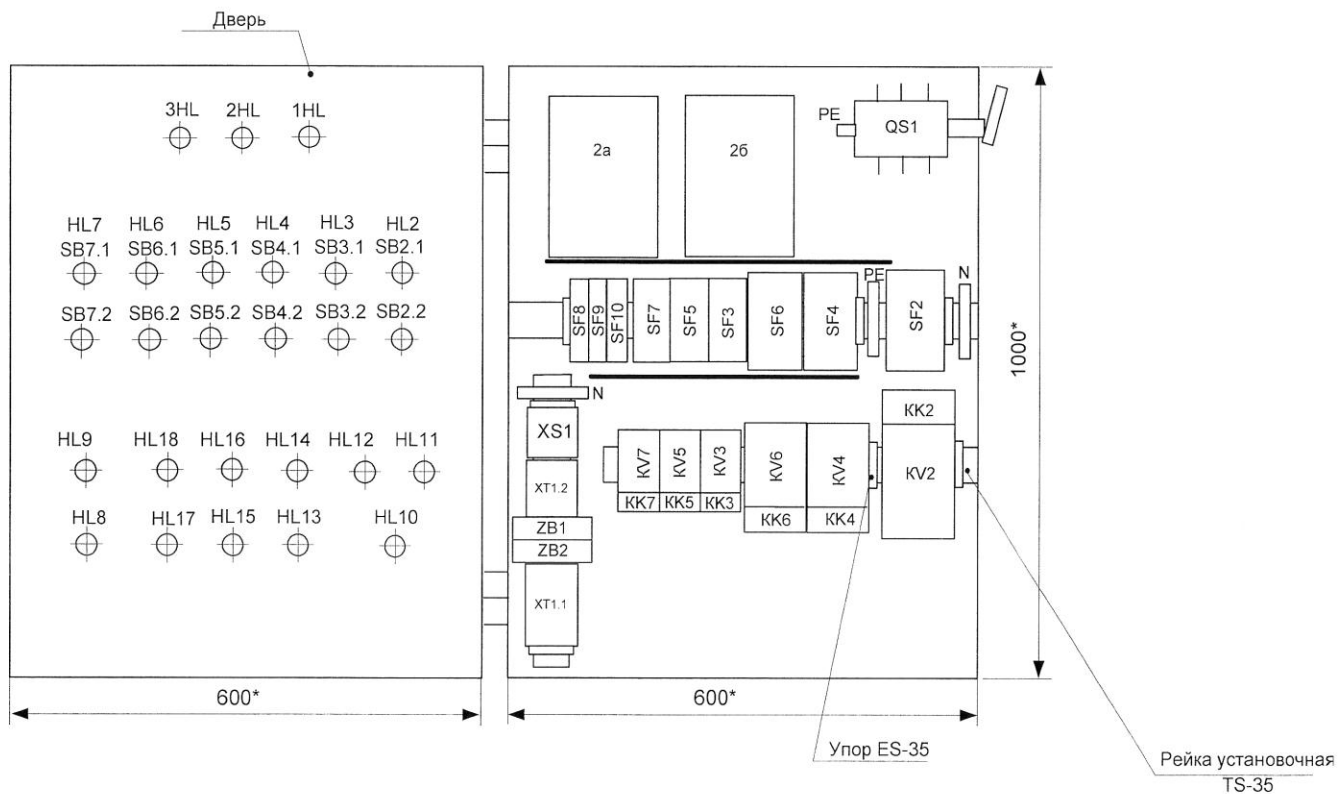 Дверь
3HL 2HL 1HL
HL7 HL6 HL5 HL4 HL3 HL2
SB7.1 SB6.1 SB5.1 SB4.1 SB3.1 SB2.1
SB7.2 SB6.2 SB5.2 SB4.2 SB3.2 SB2.2
HL9 HL18 HL16 HL14 HL12 HL11
HL8 HL17 HL15 HL13 HL10
600*
2а 2б PE QS1
SF8 SF9 SF10 SF7 SF5 SF3 SF6 SF4 PE SF2 N
N
XS1
XT1.2
ZB1
ZB2
XT1.1
KV7 KV5 KV3 KV6 KV4 KK2
KV2
KK7 KK5 KK3 KK6 KK4
1000*
600*
Упор ES-35
Рейка установочная
TS-35